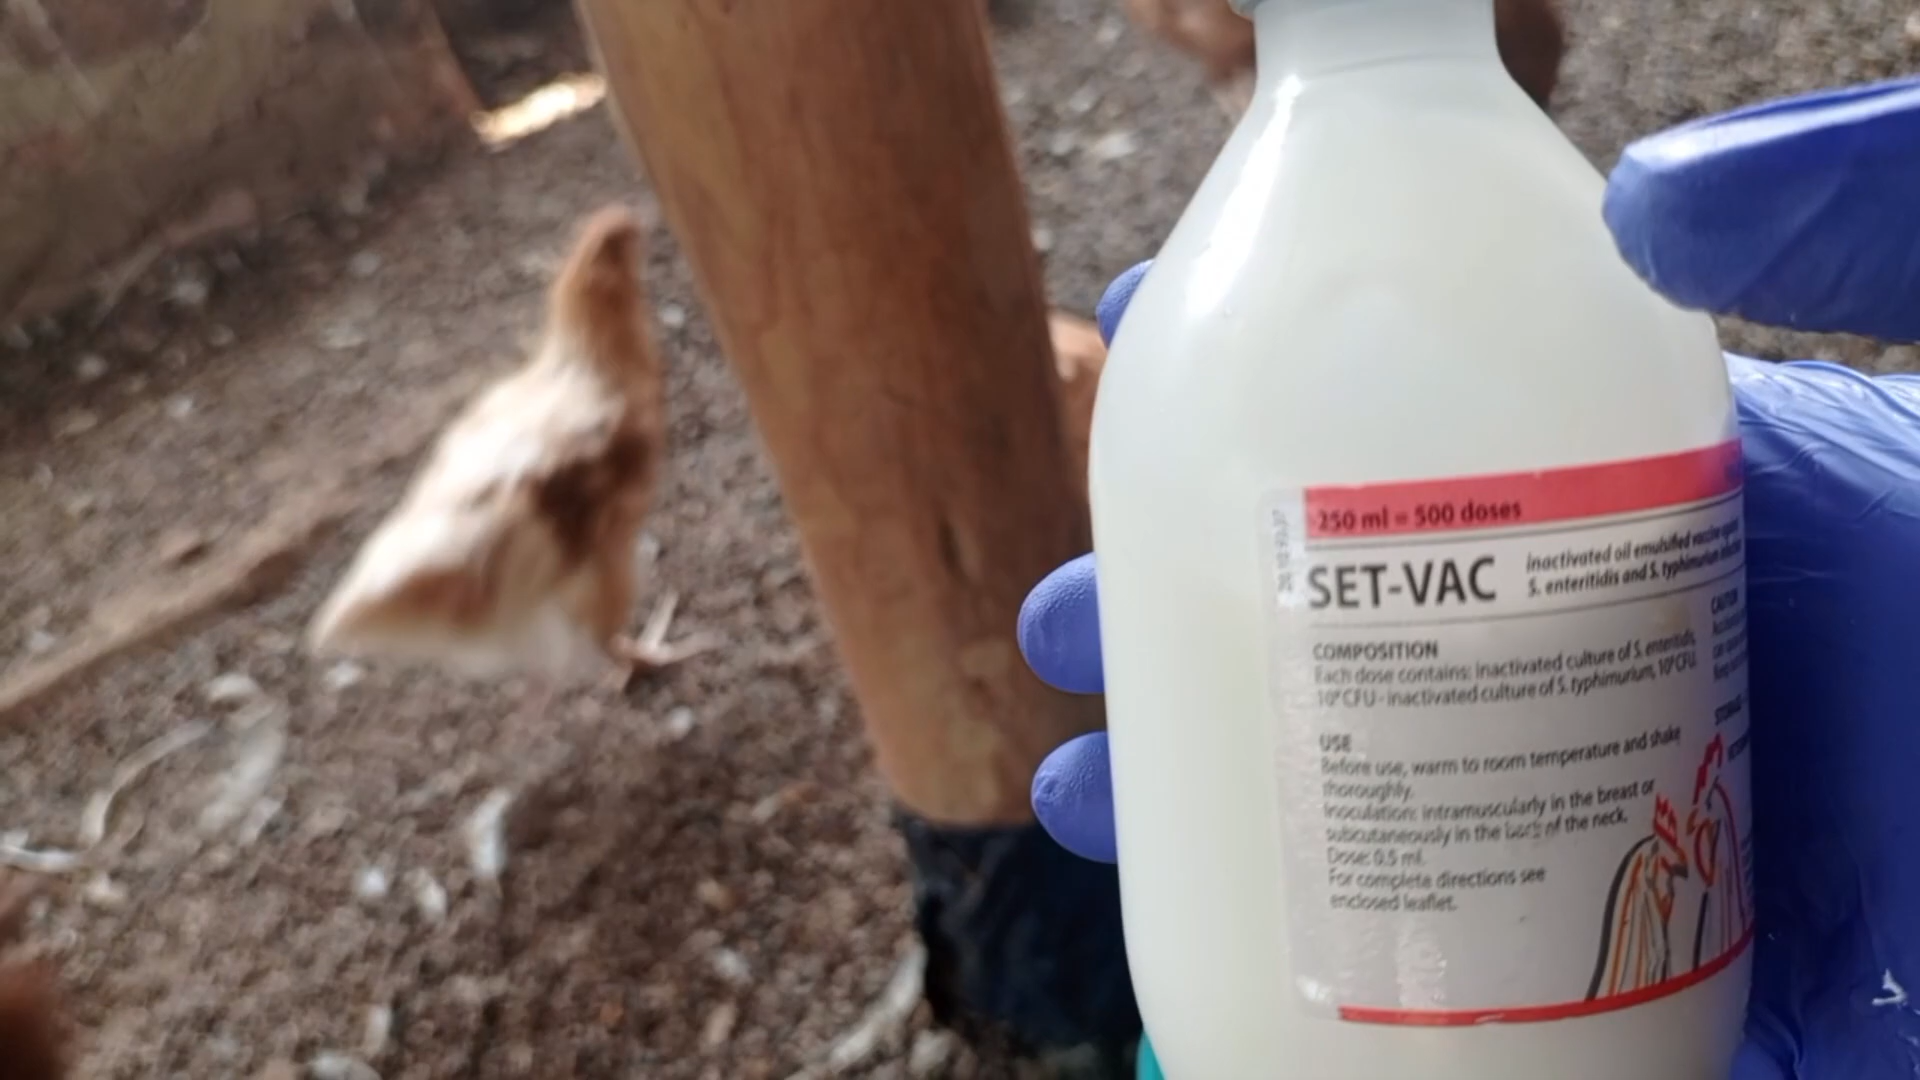 250 ml = 500 doses
SET-VAC
inactivated oil emulsified vaccine against
S. enteritidis and S. typhimurium
COMPOSITION
Each dose contains: inactivated culture of S. enteritidis,
CFU - inactivated culture of S. typhimurium, CFU.
USE
Before use, warm to room temperature and shake
thoroughly.
Inoculation: intramuscularly in the breast or
subcutaneously in the back of the neck.
Dose: 0.5 ml.
For complete directions see
enclosed leaflet.